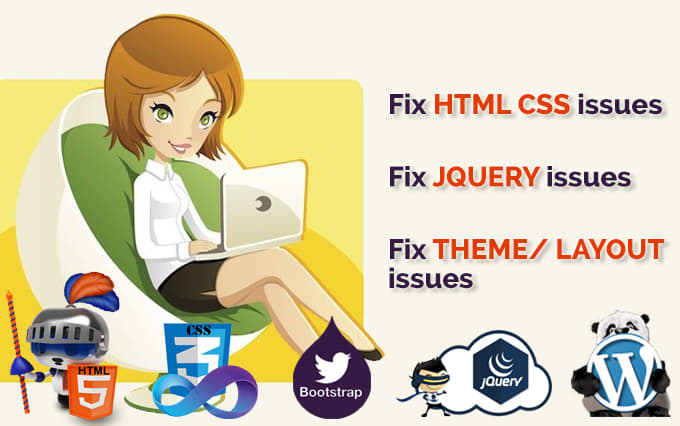 Fix HTML CSS issues
Fix JQUERY issues
Fix THEME/ LAYOUT
issues
HTML
5
CSS
3
Bootstrap
jQuery
W